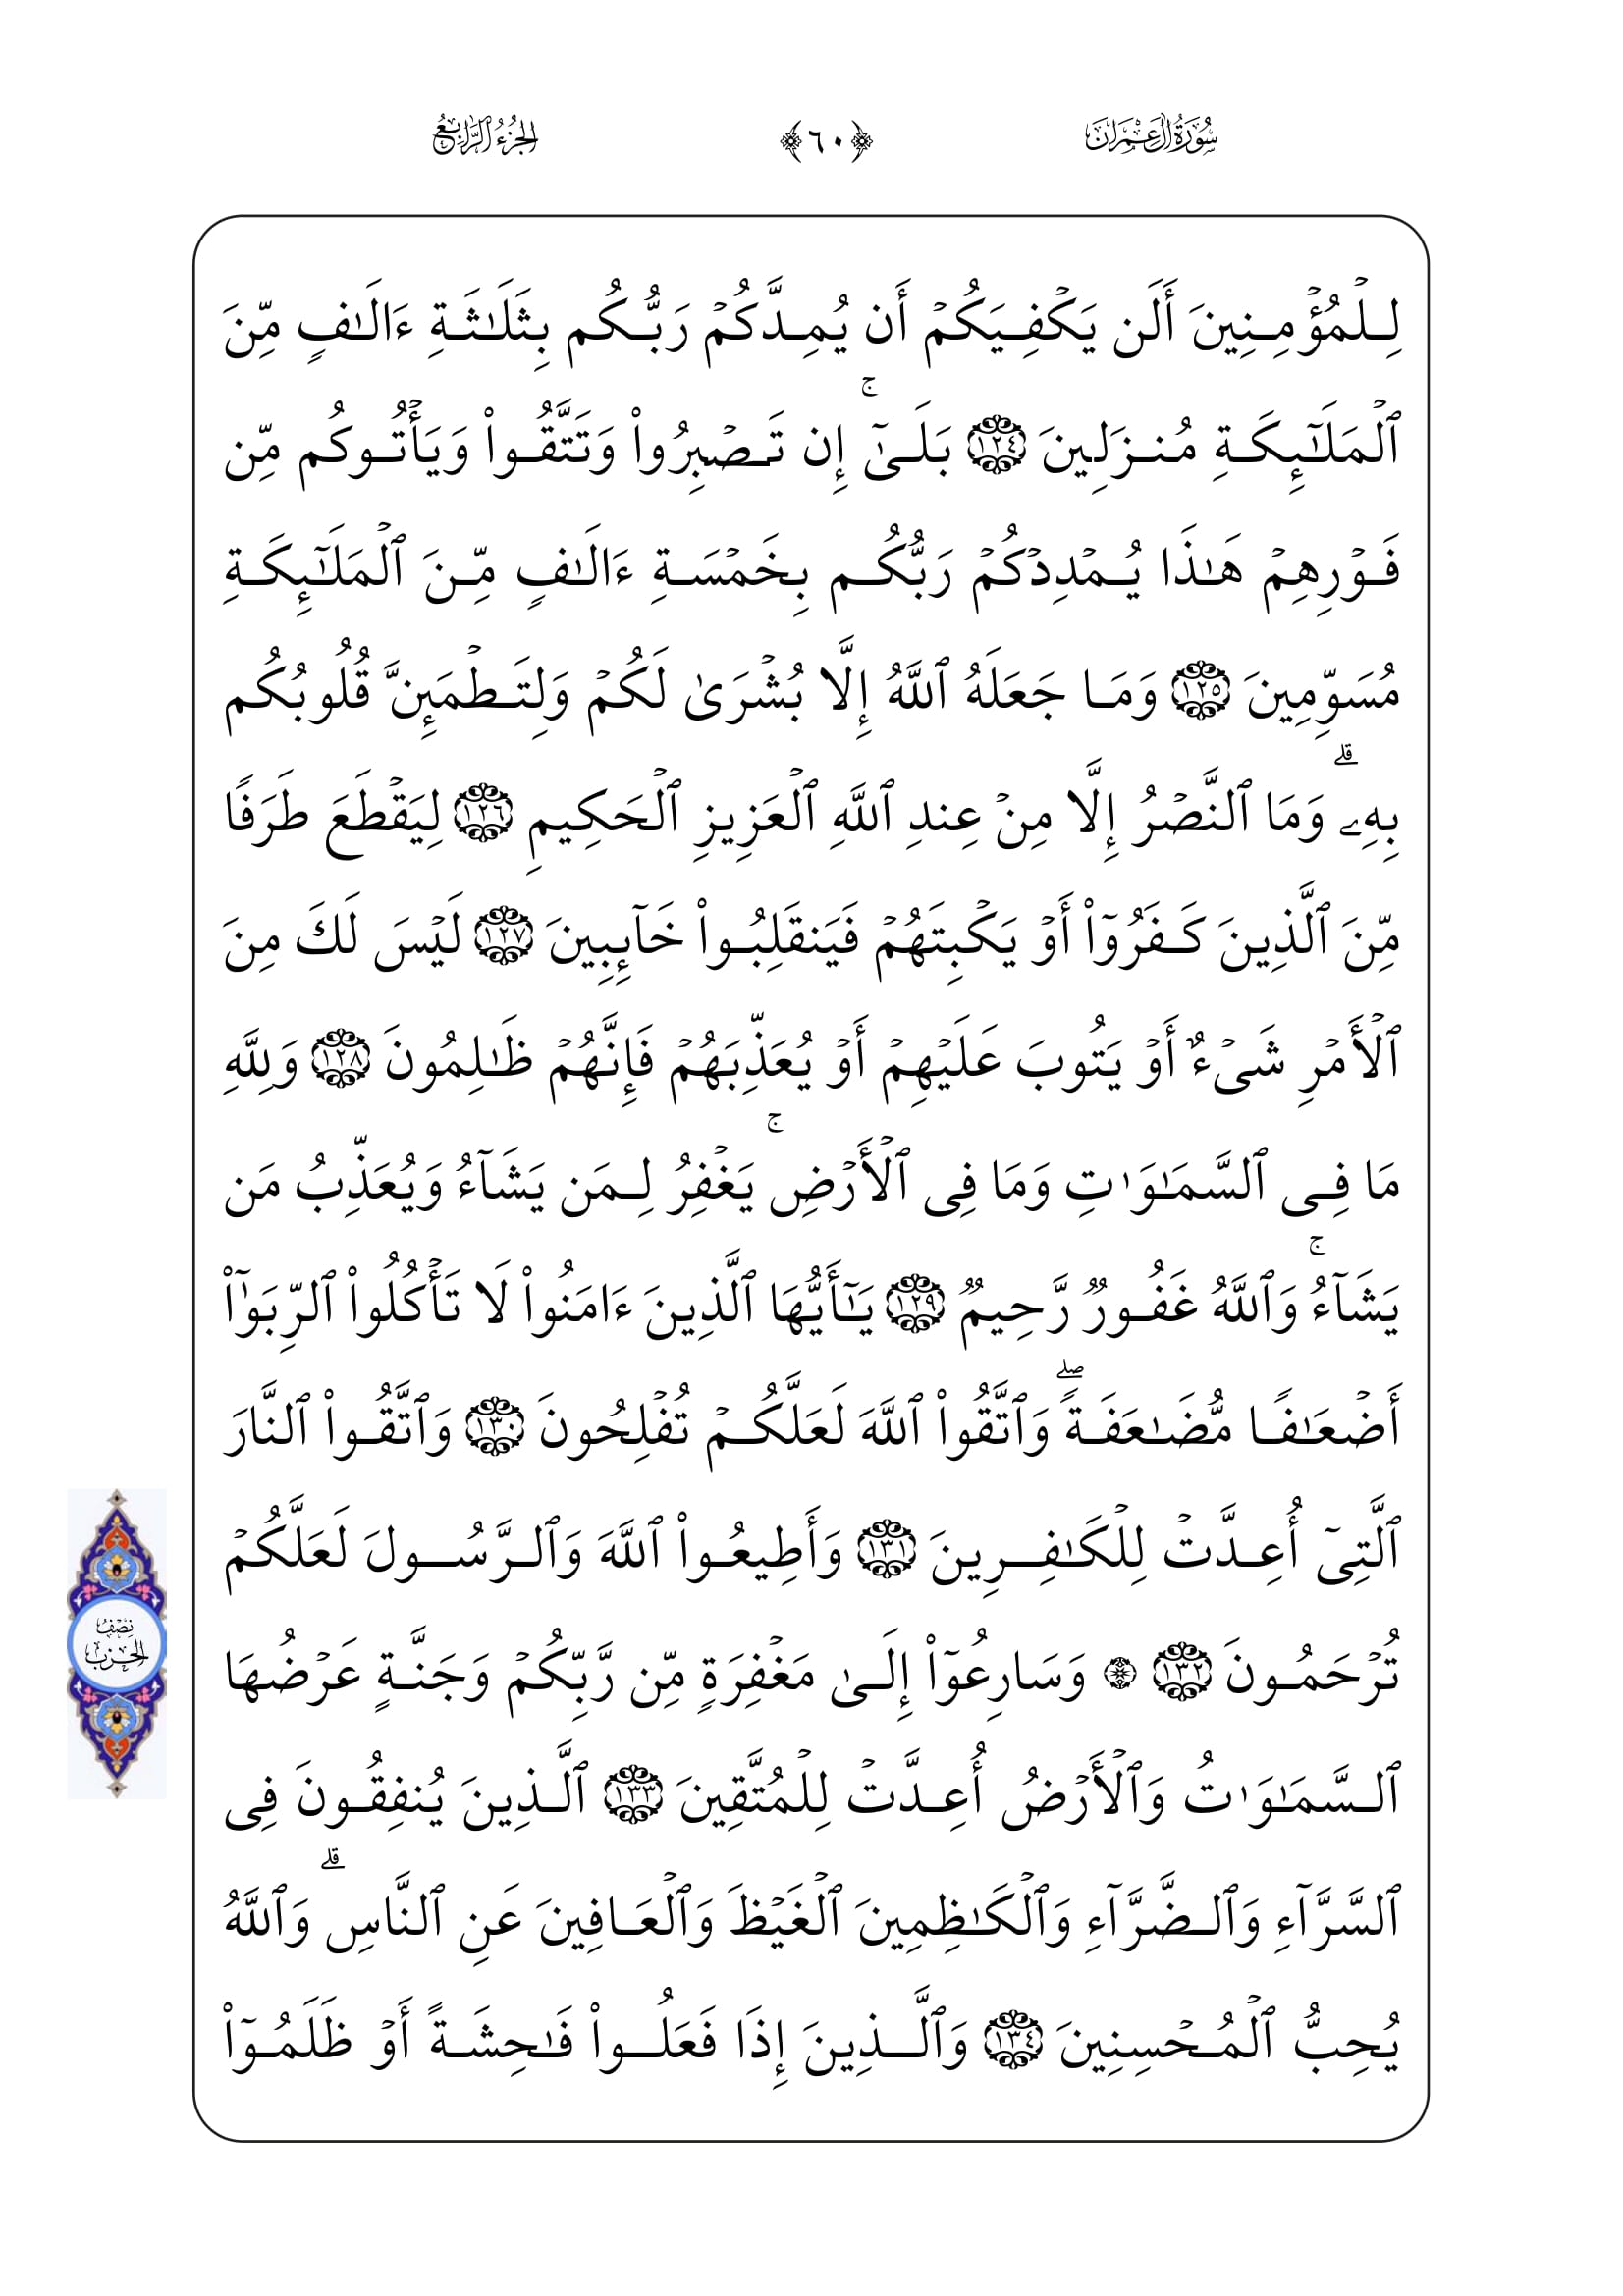 سُورَةُ آلِ عِمْرَانَ ﴿٦٠﴾ الجُزْءُ الرَّابِعُ
لِلْمُؤْمِنِينَ أَلَن يَكْفِيَكُمْ أَن يُمِدَّكُمْ رَبُّكُم بِثَلَٰثَةِ ءَالَٰفٍ مِّنَ
ٱلْمَلَٰٓئِكَةِ مُنزَلِينَ ١٢٤ بَلَىٰٓ ۚ إِن تَصْبِرُوا۟ وَتَتَّقُوا۟ وَيَأْتُوكُم مِّن
فَوْرِهِمْ هَٰذَا يُمْدِدْكُمْ رَبُّكُم بِخَمْسَةِ ءَالَٰفٍ مِّنَ ٱلْمَلَٰٓئِكَةِ
مُسَوِّمِينَ ١٢٥ وَمَا جَعَلَهُ ٱللَّهُ إِلَّا بُشْرَىٰ لَكُمْ وَلِتَطْمَئِنَّ قُلُوبُكُم
بِهِۦ ۗ وَمَا ٱلنَّصْرُ إِلَّا مِنْ عِندِ ٱللَّهِ ٱلْعَزِيزِ ٱلْحَكِيمِ ١٢٦ لِيَقْطَعَ طَرَفًا
مِّنَ ٱلَّذِينَ كَفَرُوٓا۟ أَوْ يَكْبِتَهُمْ فَيَنقَلِبُوا۟ خَآئِبِينَ ١٢٧ لَيْسَ لَكَ مِنَ
ٱلْأَمْرِ شَىْءٌ أَوْ يَتُوبَ عَلَيْهِمْ أَوْ يُعَذِّبَهُمْ فَإِنَّهُمْ ظَٰلِمُونَ ١٢٨ وَلِلَّهِ
مَا فِى ٱلسَّمَٰوَٰتِ وَمَا فِى ٱلْأَرْضِ ۚ يَغْفِرُ لِمَن يَشَآءُ وَيُعَذِّبُ مَن
يَشَآءُ ۚ وَٱللَّهُ غَفُورٌ رَّحِيمٌ ١٢٩ يَٰٓأَيُّهَا ٱلَّذِينَ ءَامَنُوا۟ لَا تَأْكُلُوا۟ ٱلرِّبَوٰٓا۟
أَضْعَٰفًا مُّضَٰعَفَةً ۖ وَٱتَّقُوا۟ ٱللَّهَ لَعَلَّكُمْ تُفْلِحُونَ ١٣٠ وَٱتَّقُوا۟ ٱلنَّارَ
ٱلَّتِىٓ أُعِدَّتْ لِلْكَٰفِرِينَ ١٣١ وَأَطِيعُوا۟ ٱللَّهَ وَٱلرَّسُولَ لَعَلَّكُمْ
تُرْحَمُونَ ١٣٢ ۞ وَسَارِعُوٓا۟ إِلَىٰ مَغْفِرَةٍ مِّن رَّبِّكُمْ وَجَنَّةٍ عَرْضُهَا
ٱلسَّمَٰوَٰتُ وَٱلْأَرْضُ أُعِدَّتْ لِلْمُتَّقِينَ ١٣٣ ٱلَّذِينَ يُنفِقُونَ فِى
ٱلسَّرَّآءِ وَٱلضَّرَّآءِ وَٱلْكَٰظِمِينَ ٱلْغَيْظَ وَٱلْعَافِينَ عَنِ ٱلنَّاسِ ۗ وَٱللَّهُ
يُحِبُّ ٱلْمُحْسِنِينَ ١٣٤ وَٱلَّذِينَ إِذَا فَعَلُوا۟ فَٰحِشَةً أَوْ ظَلَمُوٓا۟
نِصْفُ
الحِزْبِ